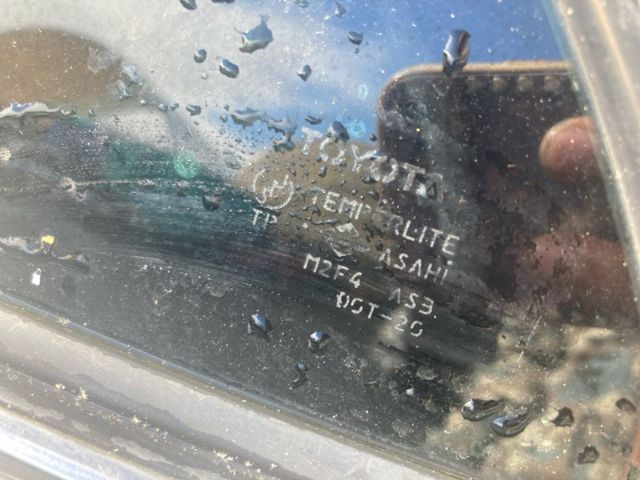 TOYOTA
TEMPERLITE
TP ASAHI
M2F4 AS3
DOT-20